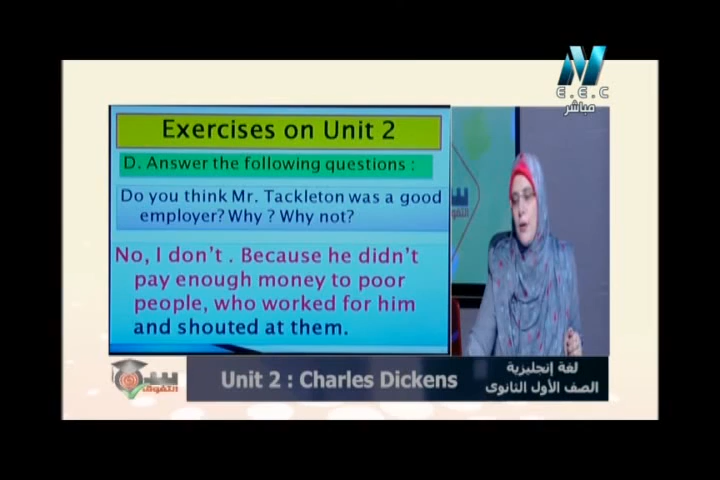 E.E.C
مباشر
Exercises on Unit 2
D. Answer the following questions :
Do you think Mr. Tackleton was a good
employer? Why ? Why not?
No, I don't . Because he didn't
pay enough money to poor
people, who worked for him
and shouted at them.
التفوق
Unit 2 : Charles Dickens
لغة إنجليزية
الصف الأول الثانوى